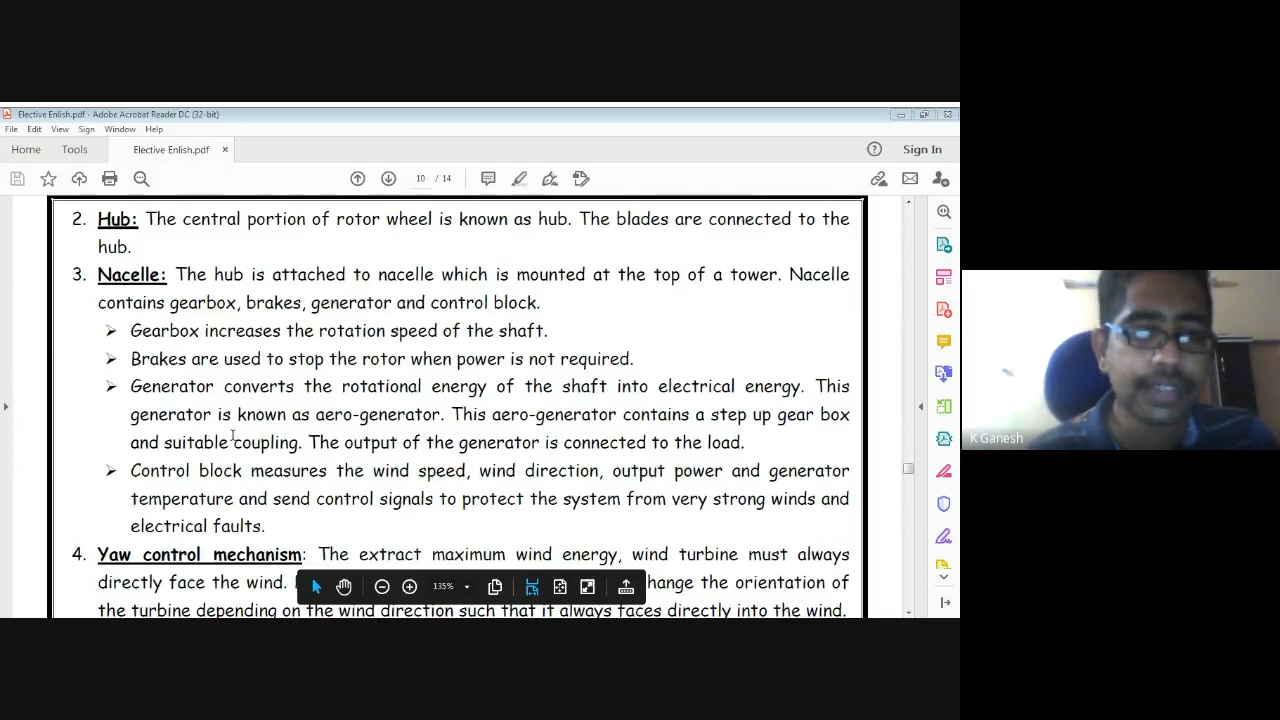 Elective Enlish.pdf - Adobe Acrobat Reader DC (32-bit)
File Edit View Sign Window Help
Home Tools Elective Enlish.pdf × ? Sign In
10 / 14
2. Hub: The central portion of rotor wheel is known as hub. The blades are connected to the
hub.
3. Nacelle: The hub is attached to nacelle which is mounted at the top of a tower. Nacelle
contains gearbox, brakes, generator and control block.
Gearbox increases the rotation speed of the shaft.
Brakes are used to stop the rotor when power is not required.
Generator converts the rotational energy of the shaft into electrical energy. This
generator is known as aero-generator. This aero-generator contains a step up gear box
and suitable coupling. The output of the generator is connected to the load.
Control block measures the wind speed, wind direction, output power and generator
temperature and send control signals to protect the system from very strong winds and
electrical faults.
4. Yaw control mechanism: The extract maximum wind energy, wind turbine must always
directly face the wind. hange the orientation of
135%
the turbine depending on the wind direction such that it always faces directly into the wind.
K Ganesh